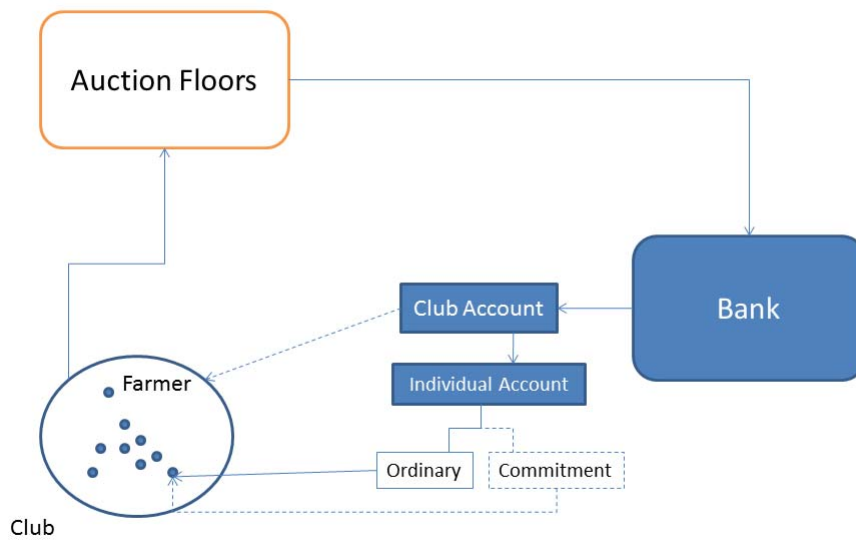 Auction Floors
Bank
Club Account
Individual Account
Farmer
Ordinary
Commitment
Club